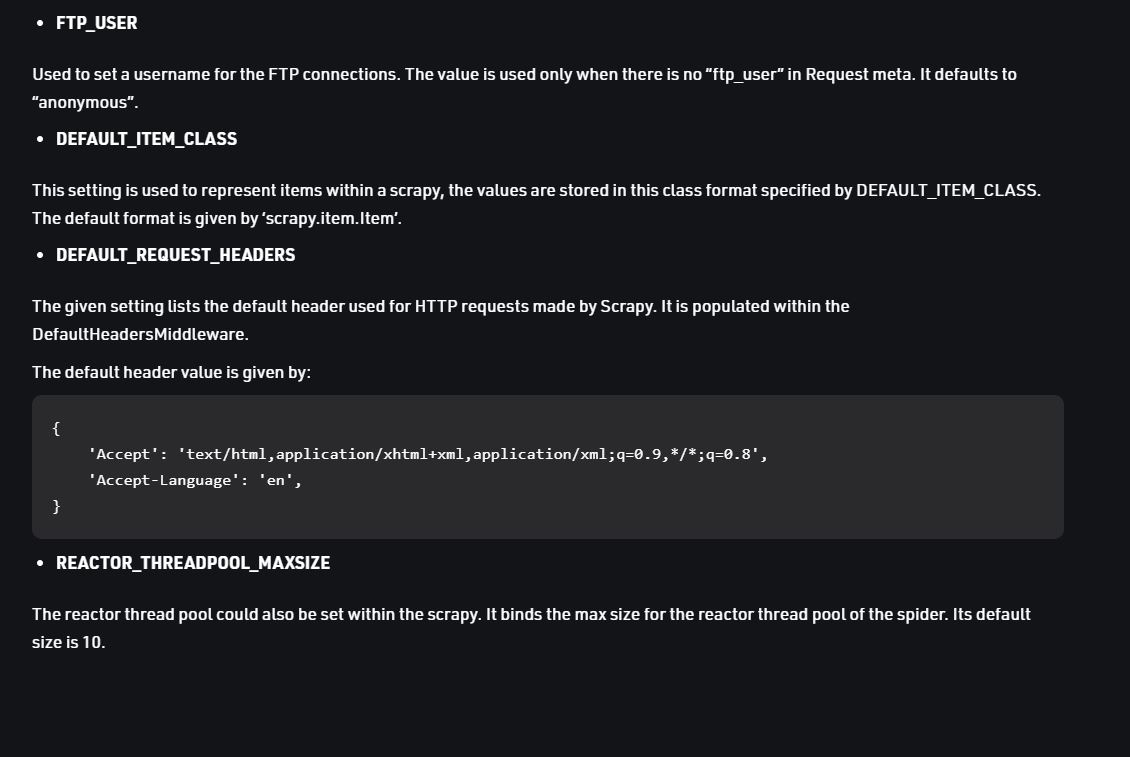 • FTP_USER
Used to set a username for the FTP connections. The value is used only when there is no “ftp_user” in Request meta. It defaults to
“anonymous”.
• DEFAULT_ITEM_CLASS
This setting is used to represent items within a scrapy, the values are stored in this class format specified by DEFAULT_ITEM_CLASS.
The default format is given by ‘scrapy.item.Item’.
• DEFAULT_REQUEST_HEADERS
The given setting lists the default header used for HTTP requests made by Scrapy. It is populated within the
DefaultHeadersMiddleware.
The default header value is given by:
{
    'Accept': 'text/html,application/xhtml+xml,application/xml;q=0.9,*/*;q=0.8',
    'Accept-Language': 'en',
}
• REACTOR_THREADPOOL_MAXSIZE
The reactor thread pool could also be set within the scrapy. It binds the max size for the reactor thread pool of the spider. Its default
size is 10.